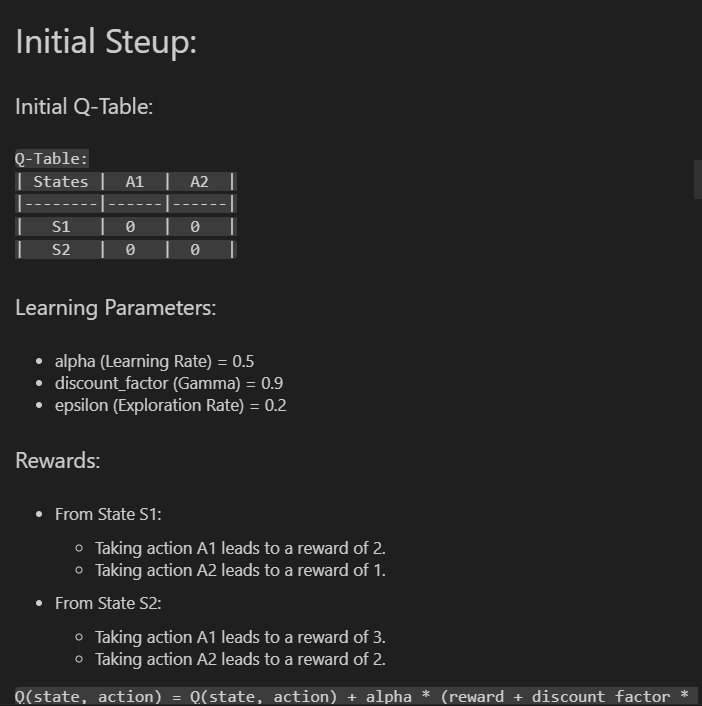 Initial Steup:
Initial Q-Table:
Q-Table:
| States |  A1  |  A2  |
|--------|------|------|
|   S1   |  0   |  0   |
|   S2   |  0   |  0   |
Learning Parameters:
• alpha (Learning Rate) = 0.5
• discount_factor (Gamma) = 0.9
• epsilon (Exploration Rate) = 0.2
Rewards:
• From State S1:
○ Taking action A1 leads to a reward of 2.
○ Taking action A2 leads to a reward of 1.
• From State S2:
○ Taking action A1 leads to a reward of 3.
○ Taking action A2 leads to a reward of 2.
Q(state, action) = Q(state, action) + alpha * (reward + discount factor *